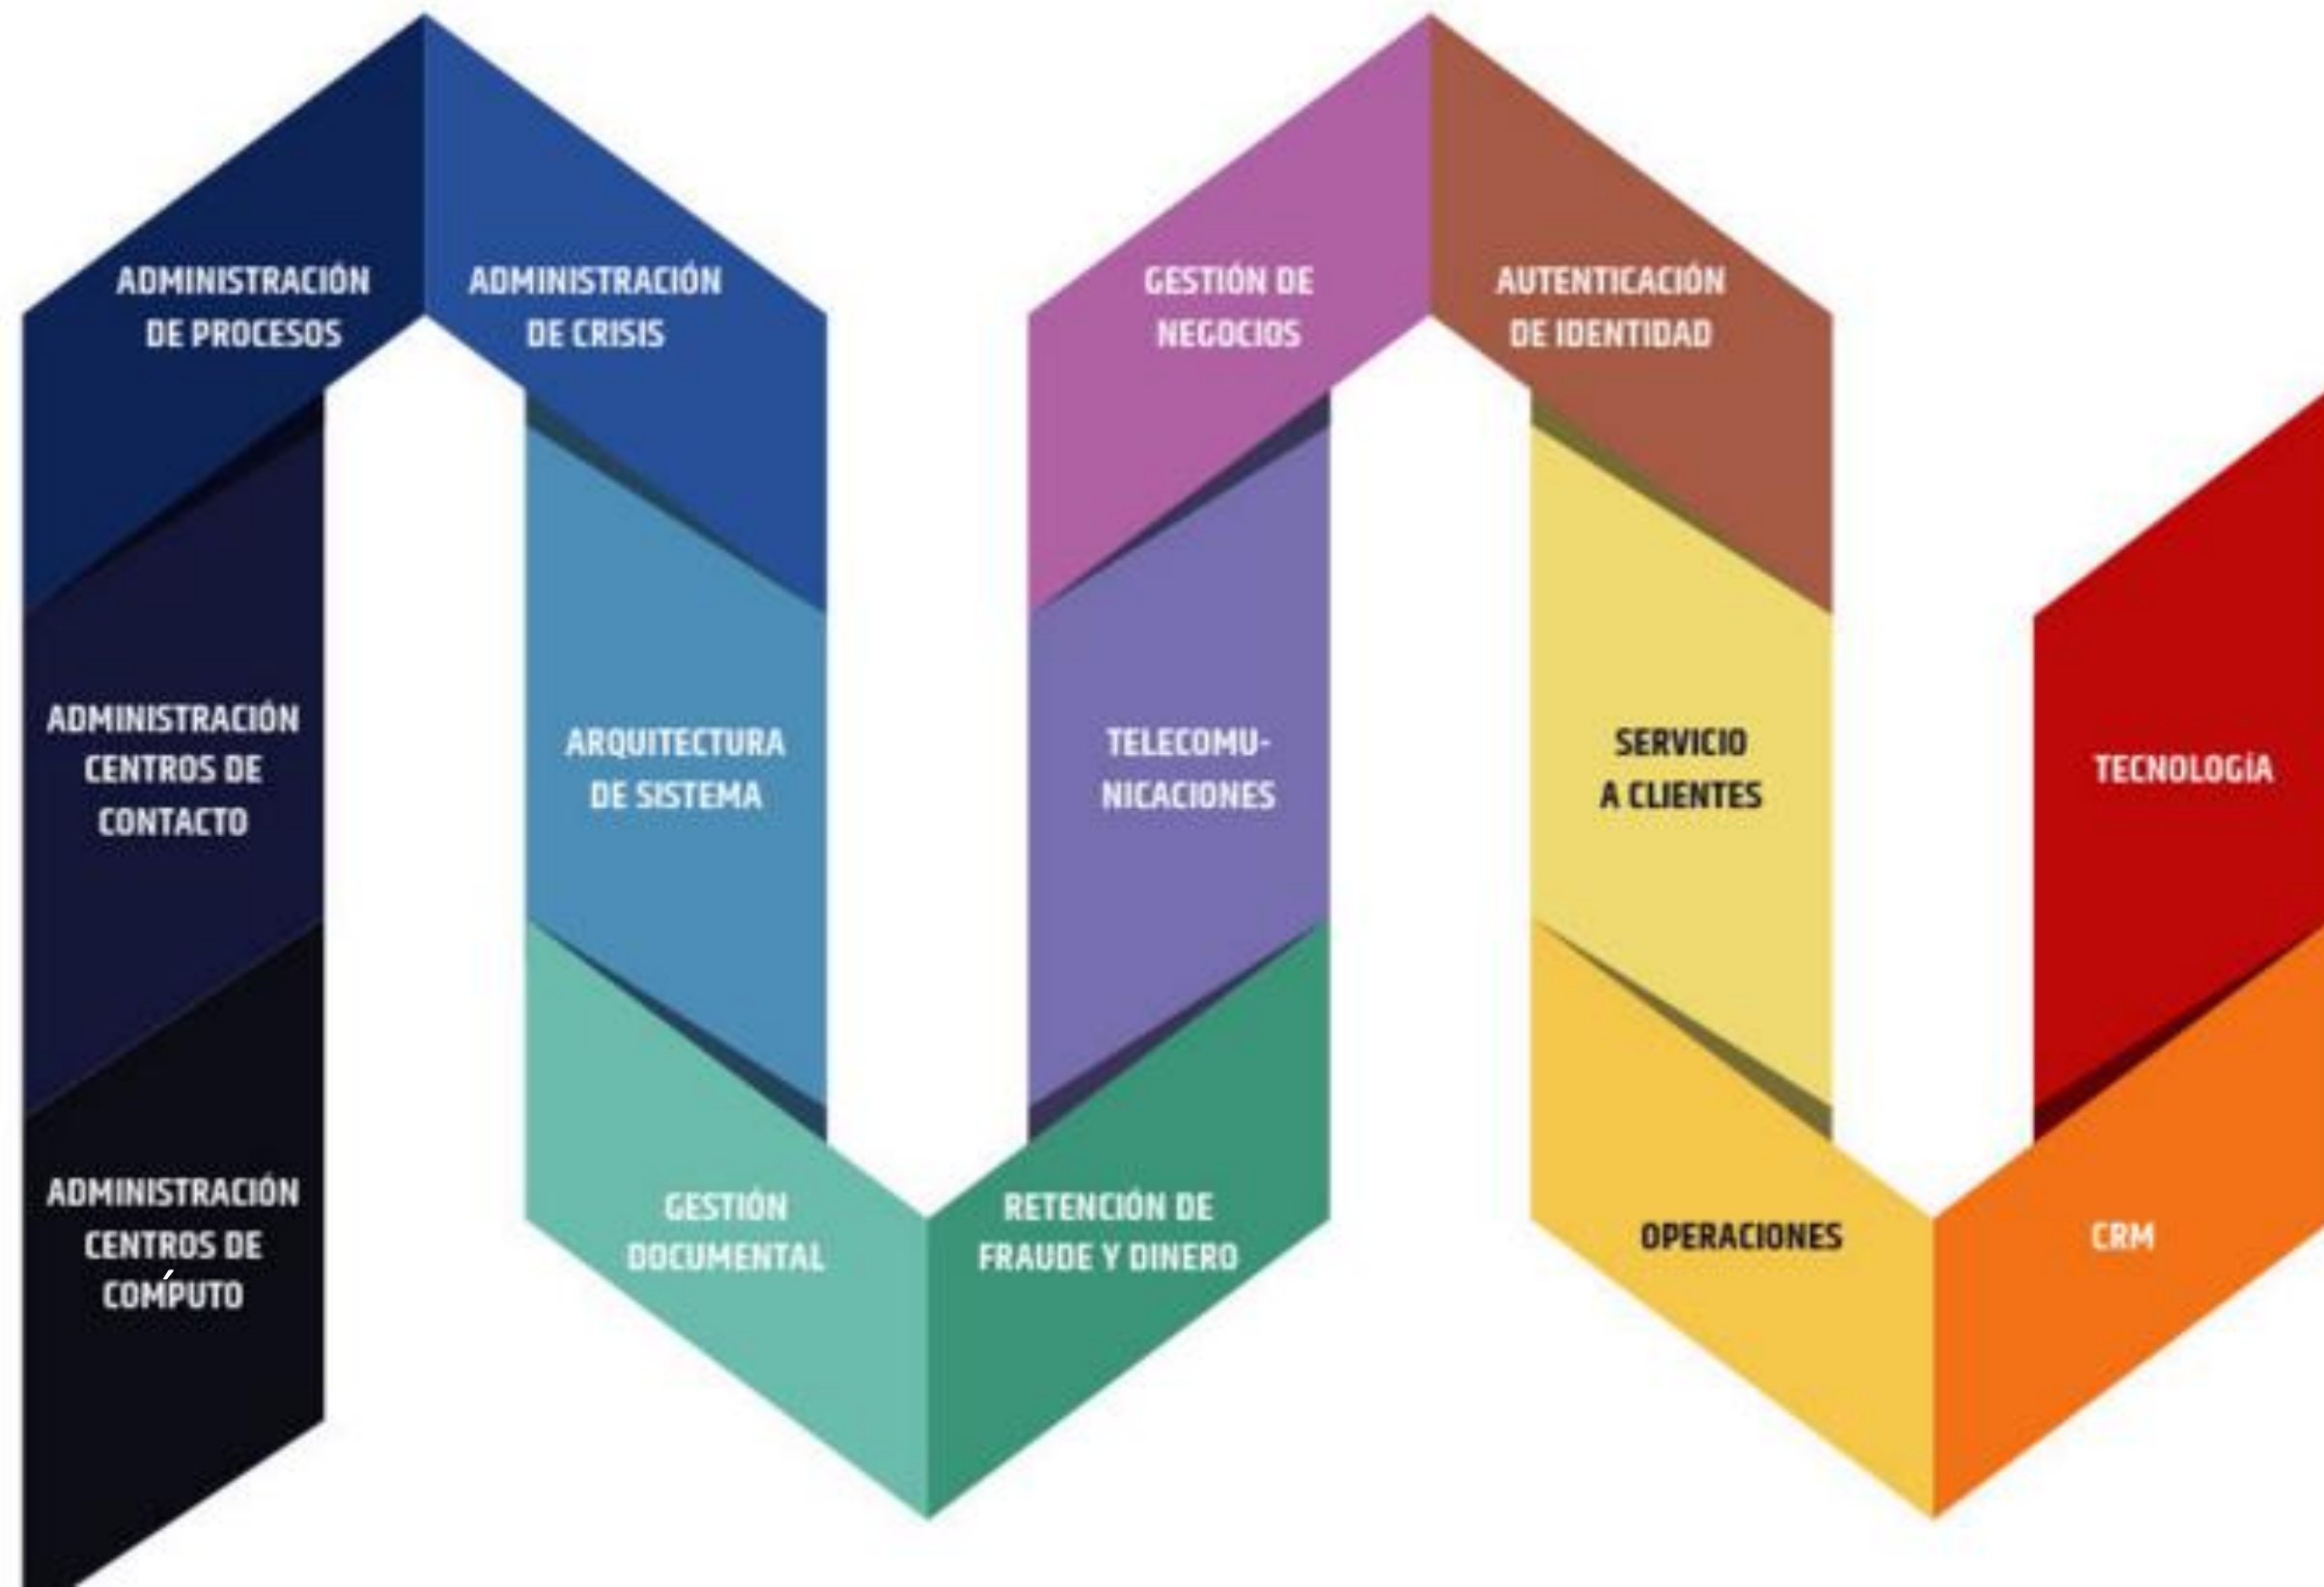 ADMINISTRACIÓN
DE PROCESOS
ADMINISTRACIÓN
DE CRISIS
GESTIÓN DE
NEGOCIOS
AUTENTICACIÓN
DE IDENTIDAD
ADMINISTRACIÓN
CENTROS DE
CONTACTO
ARQUITECTURA
DE SISTEMA
TELECOMU-
NICACIONES
SERVICIO
A CLIENTES
TECNOLOGÍA
ADMINISTRACIÓN
CENTROS DE
COMṔUTO
GESTIÓN
DOCUMENTAL
RETENCIÓN DE
FRAUDE Y DINERO
OPERACIONES
CRM